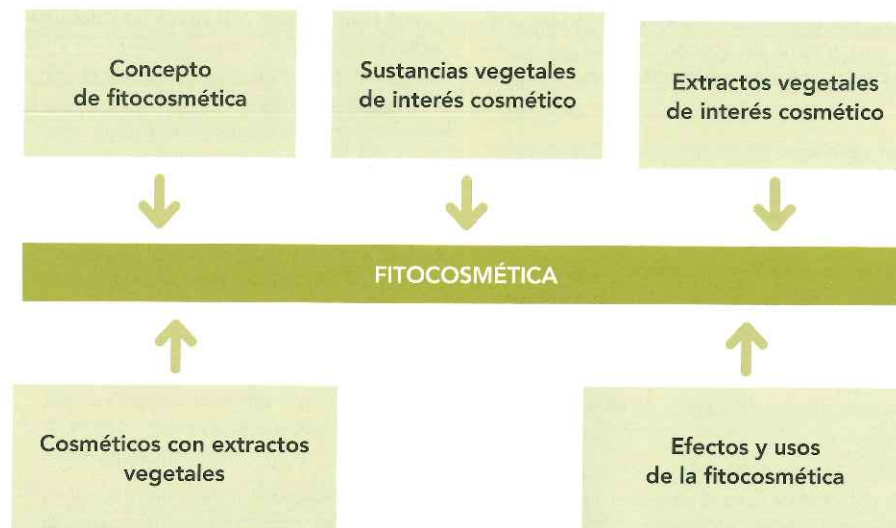 Concepto
de fitocosmética
Sustancias vegetales
de interés cosmético
Extractos vegetales
de interés cosmético
FITOCOSMÉTICA
Cosméticos con extractos
vegetales
Efectos y usos
de la fitocosmética